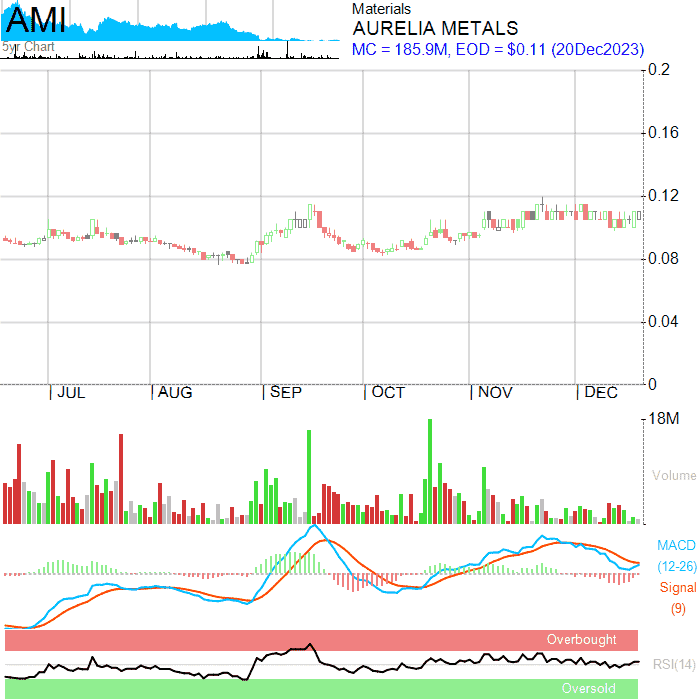 AMI
5yr Chart
Materials
AURELIA METALS
MC = 185.9M, EOD = $0.11 (20Dec2023)
0.2
0.16
0.12
0.08
0.04
0
JUL AUG SEP OCT NOV DEC
18M
Volume
MACD
(12-26)
Signal
(9)
Overbought
RSI(14)
Oversold